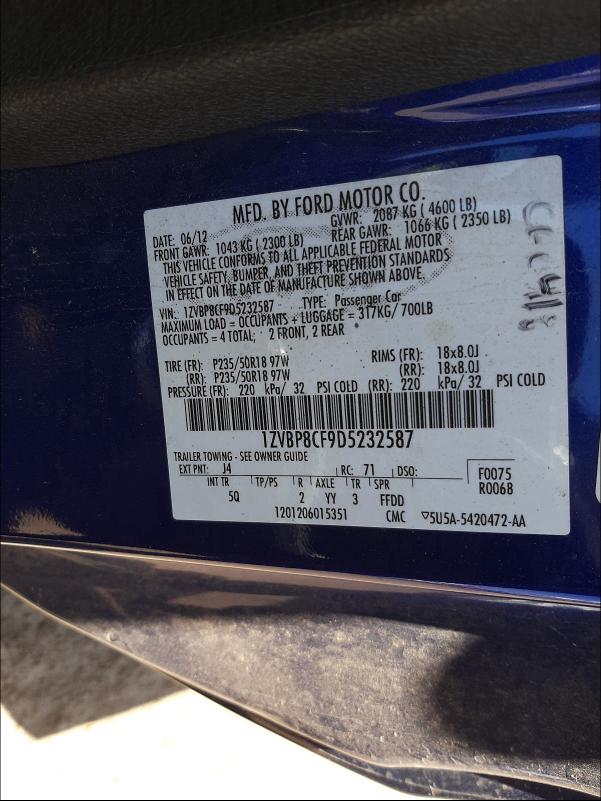 MFD. BY FORD MOTOR CO.
DATE: 06/12 GVWR: 2087 KG ( 4600 LB)
FRONT GAWR: 1043 KG ( 2300 LB) REAR GAWR: 1066 KG ( 2350 LB)
THIS VEHICLE CONFORMS TO ALL APPLICABLE FEDERAL MOTOR
VEHICLE SAFETY, BUMPER, AND THEFT PREVENTION STANDARDS
IN EFFECT ON THE DATE OF MANUFACTURE SHOWN ABOVE.
VIN: 1ZVBP8CF9D5232587 TYPE: Passenger Car
MAXIMUM LOAD = OCCUPANTS + LUGGAGE = 317KG/ 700LB
OCCUPANTS = 4 TOTAL; 2 FRONT, 2 REAR
TIRE (FR): P235/50R18 97W RIMS (FR): 18x8.0J
(RR): P235/50R18 97W (RR): 18x8.0J
PRESSURE (FR): 220 kPa/ 32 PSI COLD (RR): 220 kPa/ 32 PSI COLD
1ZVBP8CF9D5232587
TRAILER TOWING - SEE OWNER GUIDE
EXT PNT: J4 RC: 71 DSO: F0075
INT TR TP/PS R AXLE TR SPR R0068
5Q 2 YY 3 FFDD
1201206015351 CMC ▽5U5A-5420472-AA